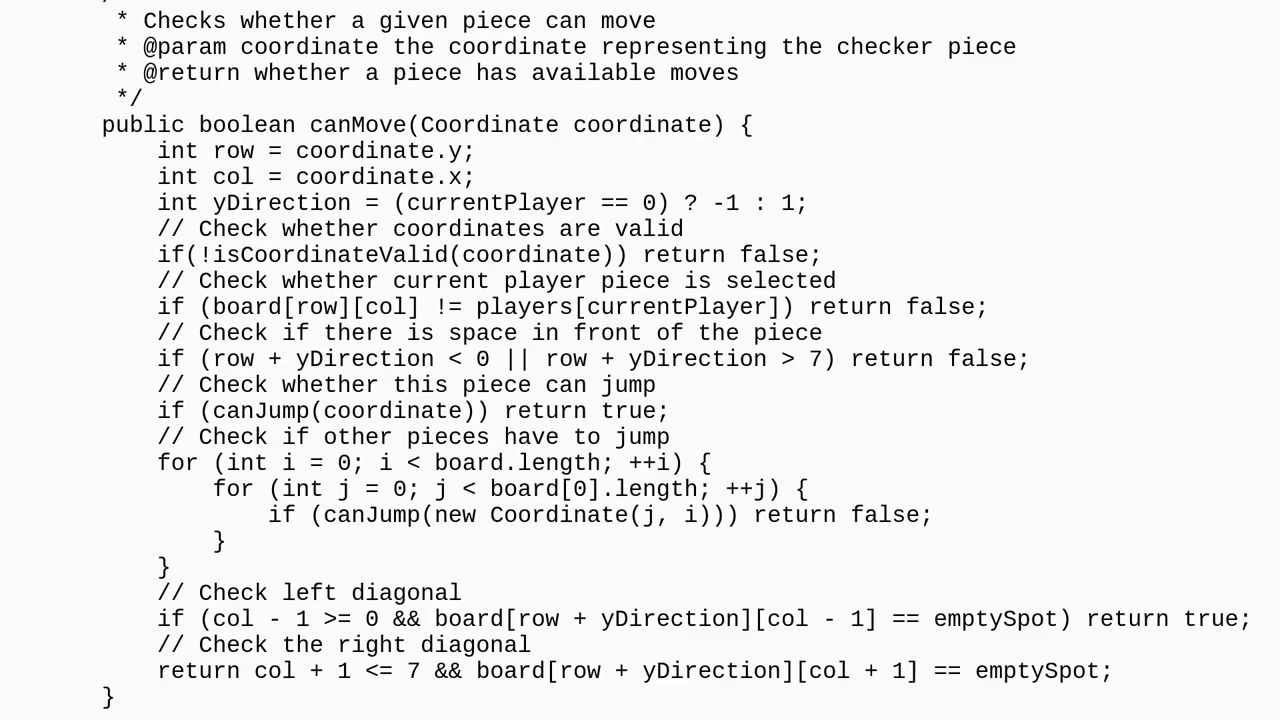 * Checks whether a given piece can move
* @param coordinate the coordinate representing the checker piece
* @return whether a piece has available moves
*/
public boolean canMove(Coordinate coordinate) {
int row = coordinate.y;
int col = coordinate.x;
int yDirection = (currentPlayer == 0) ? -1 : 1;
// Check whether coordinates are valid
if(!isCoordinateValid(coordinate)) return false;
// Check whether current player piece is selected
if (board[row][col] != players[currentPlayer]) return false;
// Check if there is space in front of the piece
if (row + yDirection < 0 || row + yDirection > 7) return false;
// Check whether this piece can jump
if (canJump(coordinate)) return true;
// Check if other pieces have to jump
for (int i = 0; i < board.length; ++i) {
for (int j = 0; j < board[0].length; ++j) {
if (canJump(new Coordinate(j, i))) return false;
}
}
// Check left diagonal
if (col - 1 >= 0 && board[row + yDirection][col - 1] == emptySpot) return true;
// Check the right diagonal
return col + 1 <= 7 && board[row + yDirection][col + 1] == emptySpot;
}